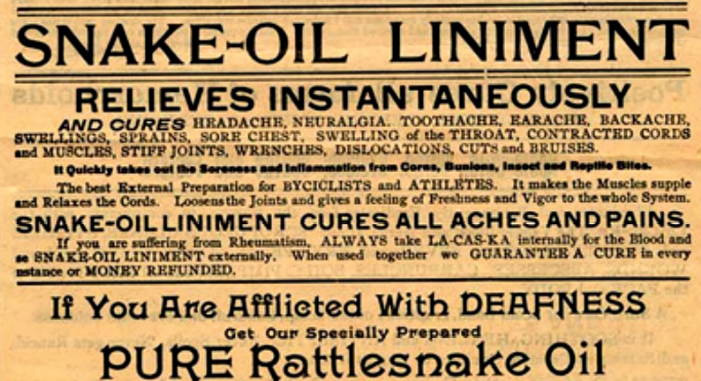 SNAKE-OIL LINIMENT
RELIEVES INSTANTANEOUSLY
AND CURES HEADACHE, NEURALGIA. TOOTHACHE, EARACHE, BACKACHE,
SWELLINGS, SPRAINS, SORE CHEST, SWELLING of the THROAT, CONTRACTED CORDS
and MUSCLES, STIFF JOINTS, WRENCHES, DISLOCATIONS, CUTS and BRUISES.
It Quickly takes out the Soreness and Inflammation from Corns, Bunions, Insect and Reptile Bites.
The best External Preparation for BYCICLISTS and ATHLETES. It makes the Muscles supple
and Relaxes the Cords. Loosens the Joints and gives a feeling of Freshness and Vigor to the whole System.
SNAKE-OIL LINIMENT CURES ALL ACHES AND PAINS.
If you are suffering from Rheumatism, ALWAYS take LA-CAS-KA internally for the Blood and
se SNAKE-OIL LINIMENT externally. When used together we GUARANTEE A CURE in every
nstance or MONEY REFUNDED.
If You Are Afflicted With DEAFNESS
Get Our Specially Prepared
PURE Rattlesnake Oil